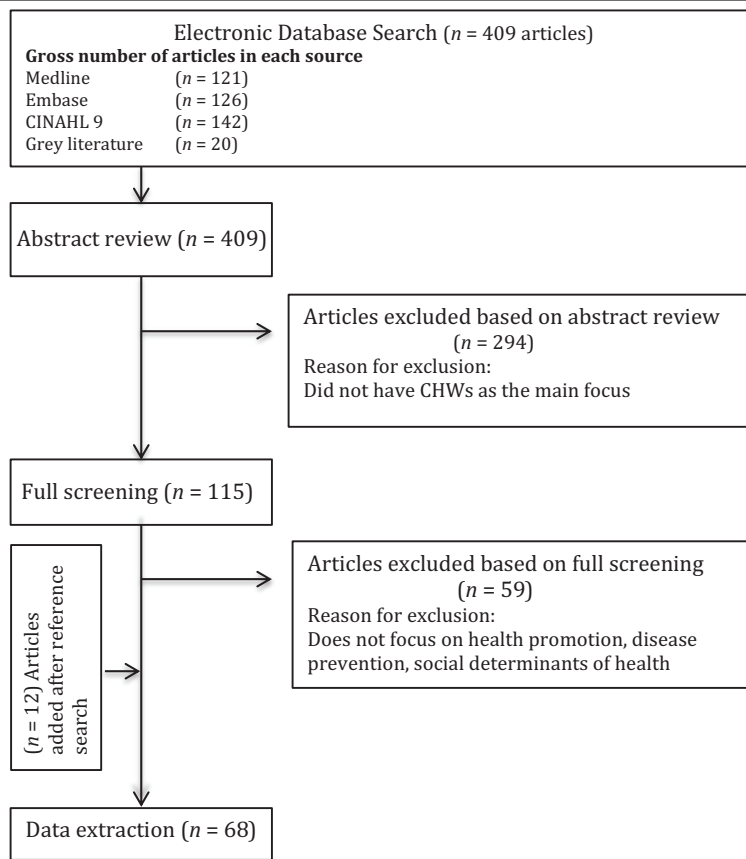 Electronic Database Search (n = 409 articles)
Gross number of articles in each source
Medline (n = 121)
Embase (n = 126)
CINAHL 9 (n = 142)
Grey literature (n = 20)
Abstract review (n = 409)
Articles excluded based on abstract review
(n = 294)
Reason for exclusion:
Did not have CHWs as the main focus
Full screening (n = 115)
Articles excluded based on full screening
(n = 59)
Reason for exclusion:
Does not focus on health promotion, disease
prevention, social determinants of health
(n = 12) Articles
added after reference
search
Data extraction (n = 68)